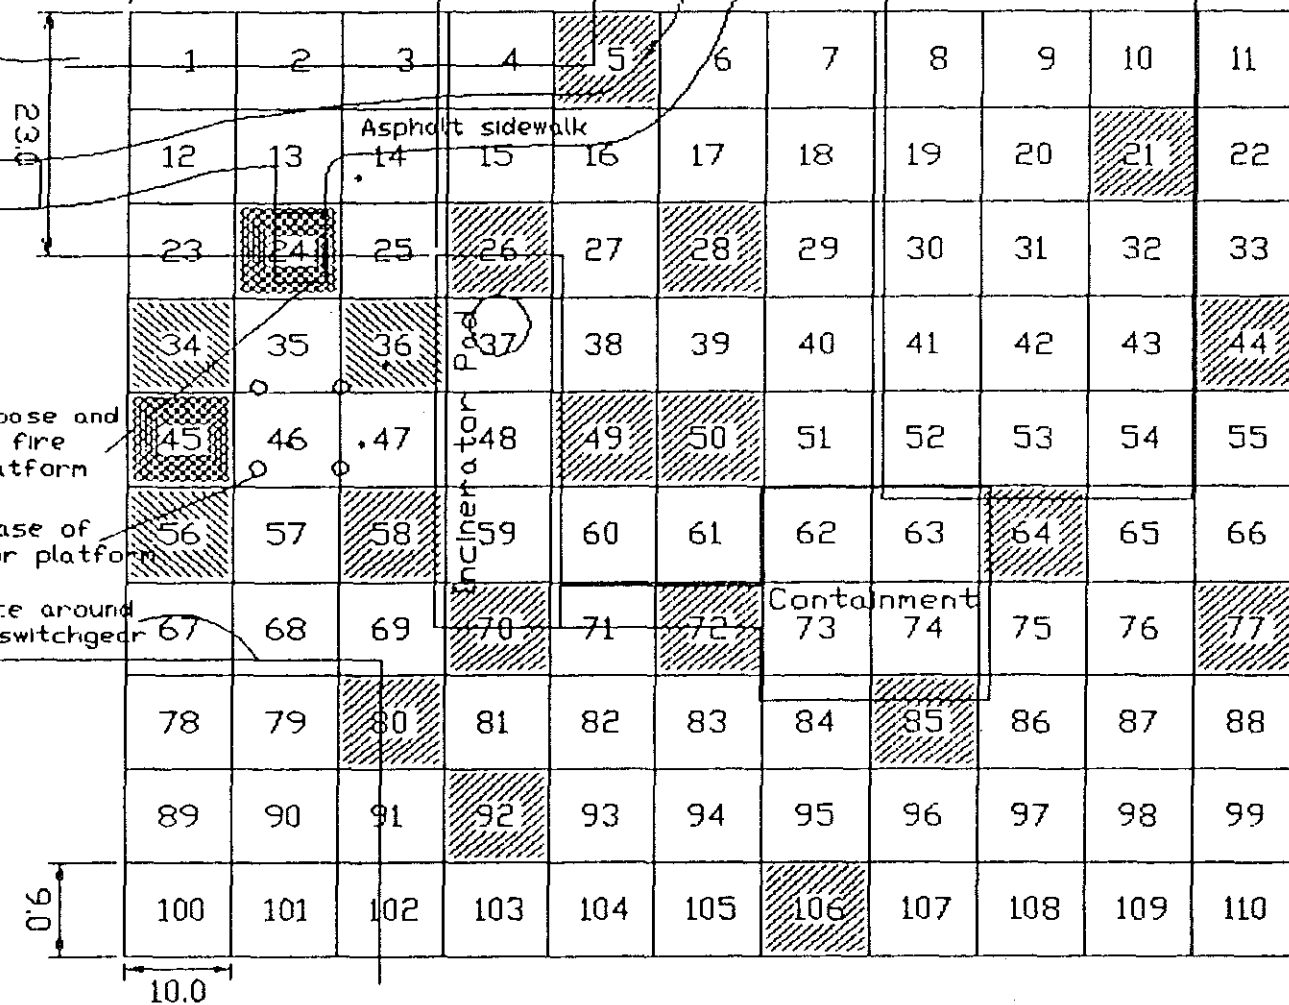 1 2 3 4 5 6 7 8 9 10 11
23.0
Asphalt sidewalk
12 13 14 15 16 17 18 19 20 21 22
23 24 25 26 27 28 29 30 31 32 33
34 35 36 37 38 39 40 41 42 43 44
Incinerator Pad
fire
45 46 47 48 49 50 51 52 53 54 55
and
56 57 58 59 60 61 62 63 64 65 66
of
platform
Containment
around
switchgear
67 68 69 70 71 72 73 74 75 76 77
78 79 80 81 82 83 84 85 86 87 88
89 90 91 92 93 94 95 96 97 98 99
9.0
100 101 102 103 104 105 106 107 108 109 110
10.0